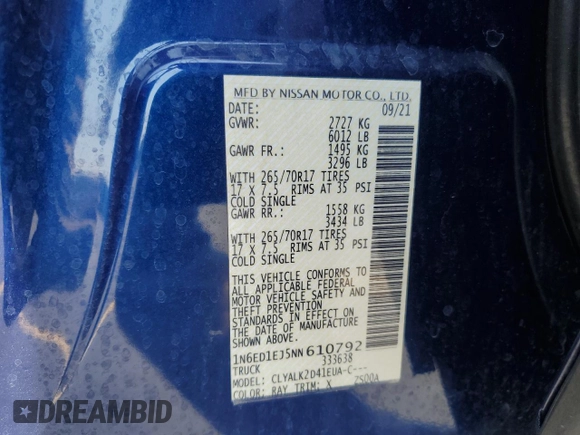 MFD BY NISSAN MOTOR CO., LTD.
DATE: 09/21
GVWR: 2727 KG
6012 LB
GAWR FR.: 1495 KG
3296 LB
WITH 265/70R17 TIRES
17 X 7.5 RIMS AT 35 PSI
COLD SINGLE
GAWR RR.: 1558 KG
3434 LB
WITH 265/70R17 TIRES
17 X 7.5 RIMS AT 35 PSI
COLD SINGLE
THIS VEHICLE CONFORMS TO
ALL APPLICABLE FEDERAL
MOTOR VEHICLE SAFETY AND
THEFT PREVENTION
STANDARDS IN EFFECT ON
THE DATE OF MANUFACTURE
SHOWN ABOVE.
1N6ED1EJ5NN610792
TRUCK 333638
MODEL: CLYALK2D41EUA-C---
COLOR: RAY TRIM: X
AUTOBIDMASTER